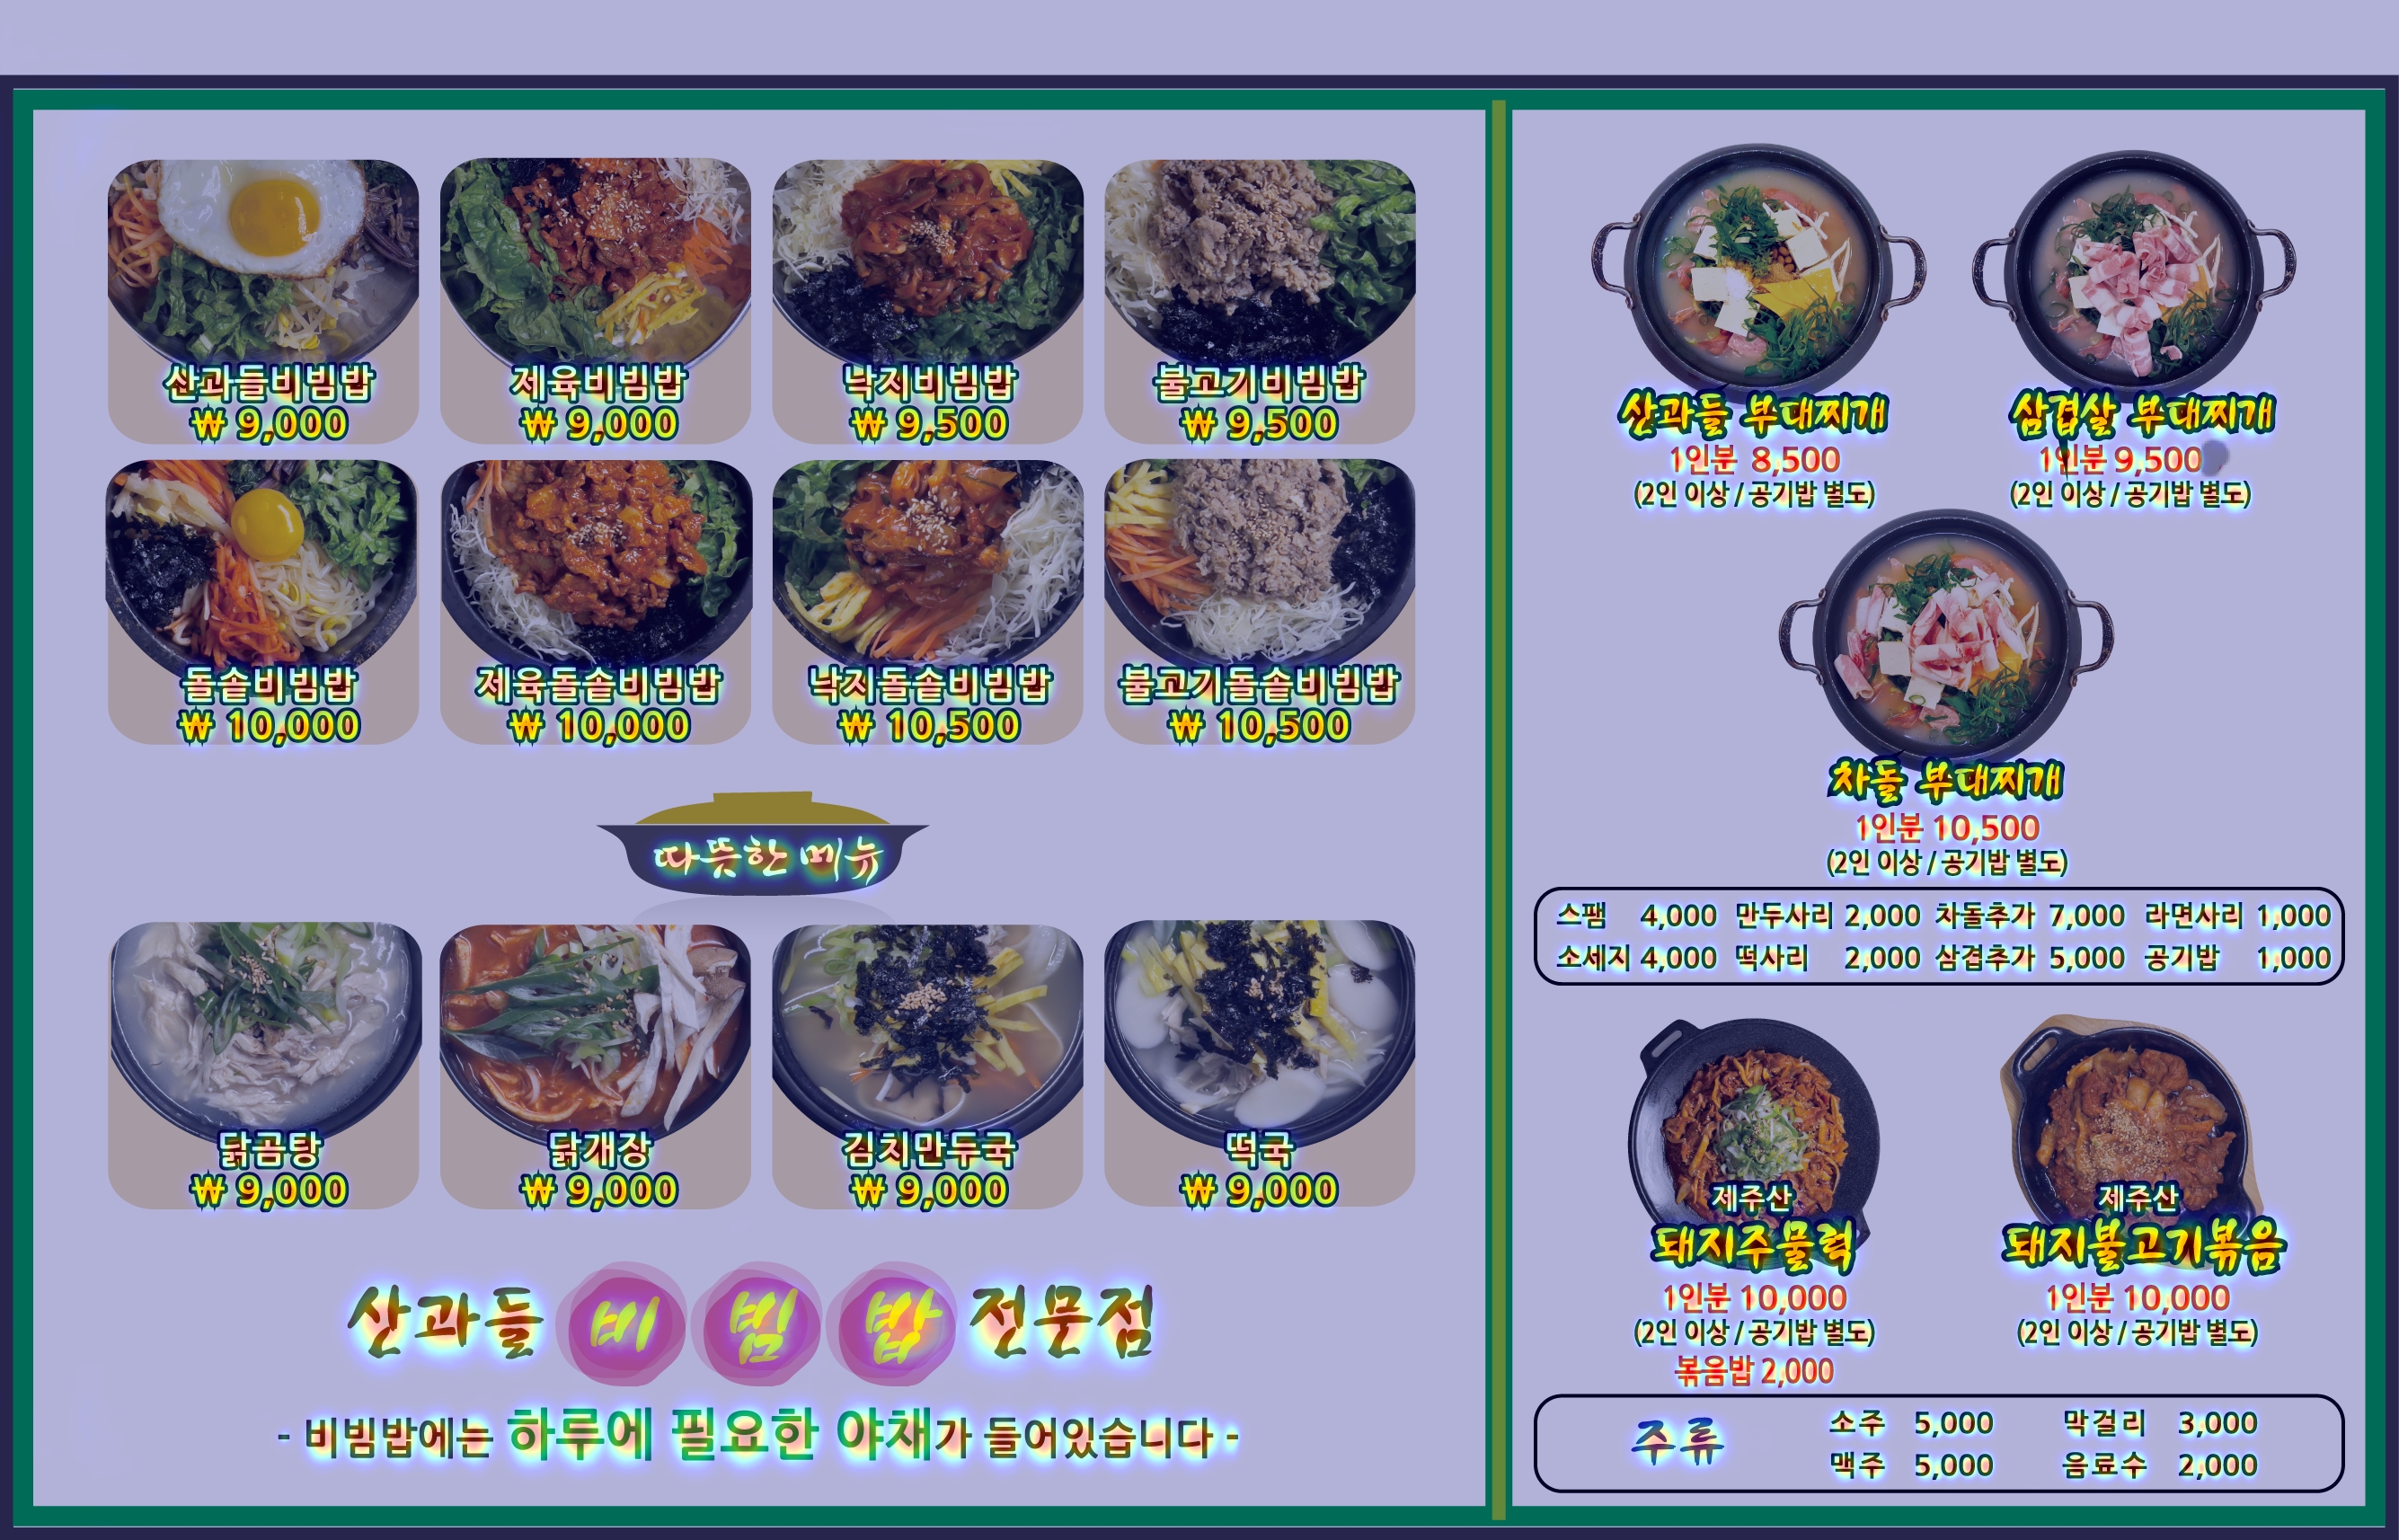 산과들비빔밥 제육비빔밥 낙지비빔밥 불고기비빔밥
₩ 9,000 ₩ 9,000 ₩ 9,500 ₩ 9,500
돌솥비빔밥 제육돌솥비빔밥 낙지돌솥비빔밥 불고기돌솥비빔밥
₩ 10,000 ₩ 10,000 ₩ 10,500 ₩ 10,500
따뜻한 메뉴
닭곰탕 닭개장 김치만두국 떡국
₩ 9,000 ₩ 9,000 ₩ 9,000 ₩ 9,000
산과들 비빔밥 전문점
- 비빔밥에는 하루에 필요한 야채가 들어있습니다 -
산과들 부대찌개 삼겹살 부대찌개
1인분 8,500 1인분 9,500
(2인 이상 / 공기밥 별도) (2인 이상 / 공기밥 별도)
차돌 부대찌개
1인분 10,500
(2인 이상 / 공기밥 별도)
스팸 4,000 만두사리 2,000 차돌추가 7,000 라면사리 1,000
소세지 4,000 떡사리 2,000 삼겹추가 5,000 공기밥 1,000
제주산 제주산
돼지주물럭 돼지불고기볶음
1인분 10,000 1인분 10,000
(2인 이상 / 공기밥 별도) (2인 이상 / 공기밥 별도)
볶음밥 2,000
주류
소주 5,000 막걸리 3,000
맥주 5,000 음료수 2,000